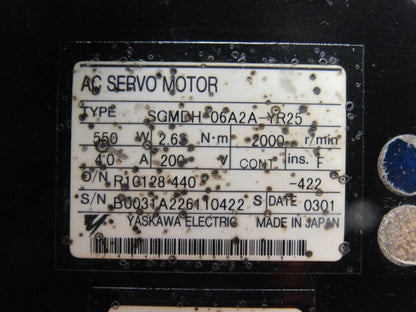 AC SERVO MOTOR
TYPE SGMDH-06A2A-YR25
550 W 2.63 N·m 2000 r/min
4.0 A 200 V CONT. ins. F
O/N R10128-440 -422
S/N B0031A226110422 S DATE 0301
YASKAWA ELECTRIC MADE IN JAPAN